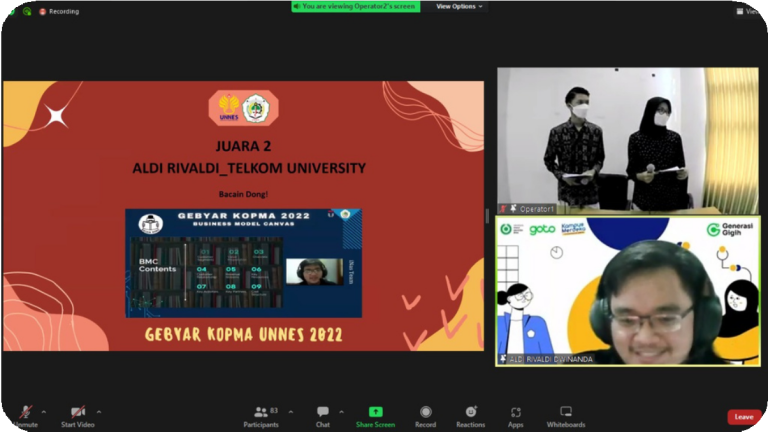 Recording
You are viewing Operator2's screen
View Options
View
UNNES
JUARA 2
ALDI RIVALDI_TELKOM UNIVERSITY
Bacain Dong!
GEBYAR KOPMA 2022
BUSINESS MODEL CANVAS
BMC
Contents
01
02
03
04
05
06
07
08
09
GEBYAR KOPMA UNNES 2022
Operator1
goto
Kampus
Merdeka
Generasi
Gigih
ALDI RIVALDI DWINANDA
Unmute
Start Video
Participants
83
Chat
Share Screen
Record
Reactions
Apps
Whiteboards
Leave